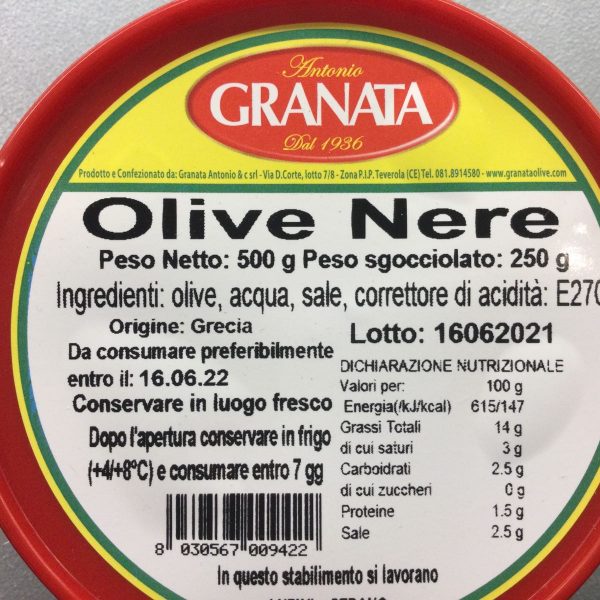 Antonio
GRANATA
Dal 1936
Prodotto e Confezionato da: Granata Antonio & c srl - Via D.Corte, lotto 7/8 - Zona P.I.P. Teverola (CE) Tel. 081.8914580 - www.granataolive.com
Olive Nere
Peso Netto: 500 g Peso sgocciolato: 250 g
Ingredienti: olive, acqua, sale, correttore di acidità: E270
Origine: Grecia
Lotto: 16062021
Da consumare preferibilmente
entro il: 16.06.22
Conservare in luogo fresco
Dopo l'apertura conservare in frigo
(+4/+8°C) e consumare entro 7 gg
DICHIARAZIONE NUTRIZIONALE
Valori per: 100 g
Energia(/kJ/kcal) 615/147
Grassi Totali 14 g
di cui saturi 3 g
Carboidrati 2.5 g
di cui zuccheri 0 g
Proteine 1.5 g
Sale 2.5 g
8 030567 009422
In questo stabilimento si lavorano